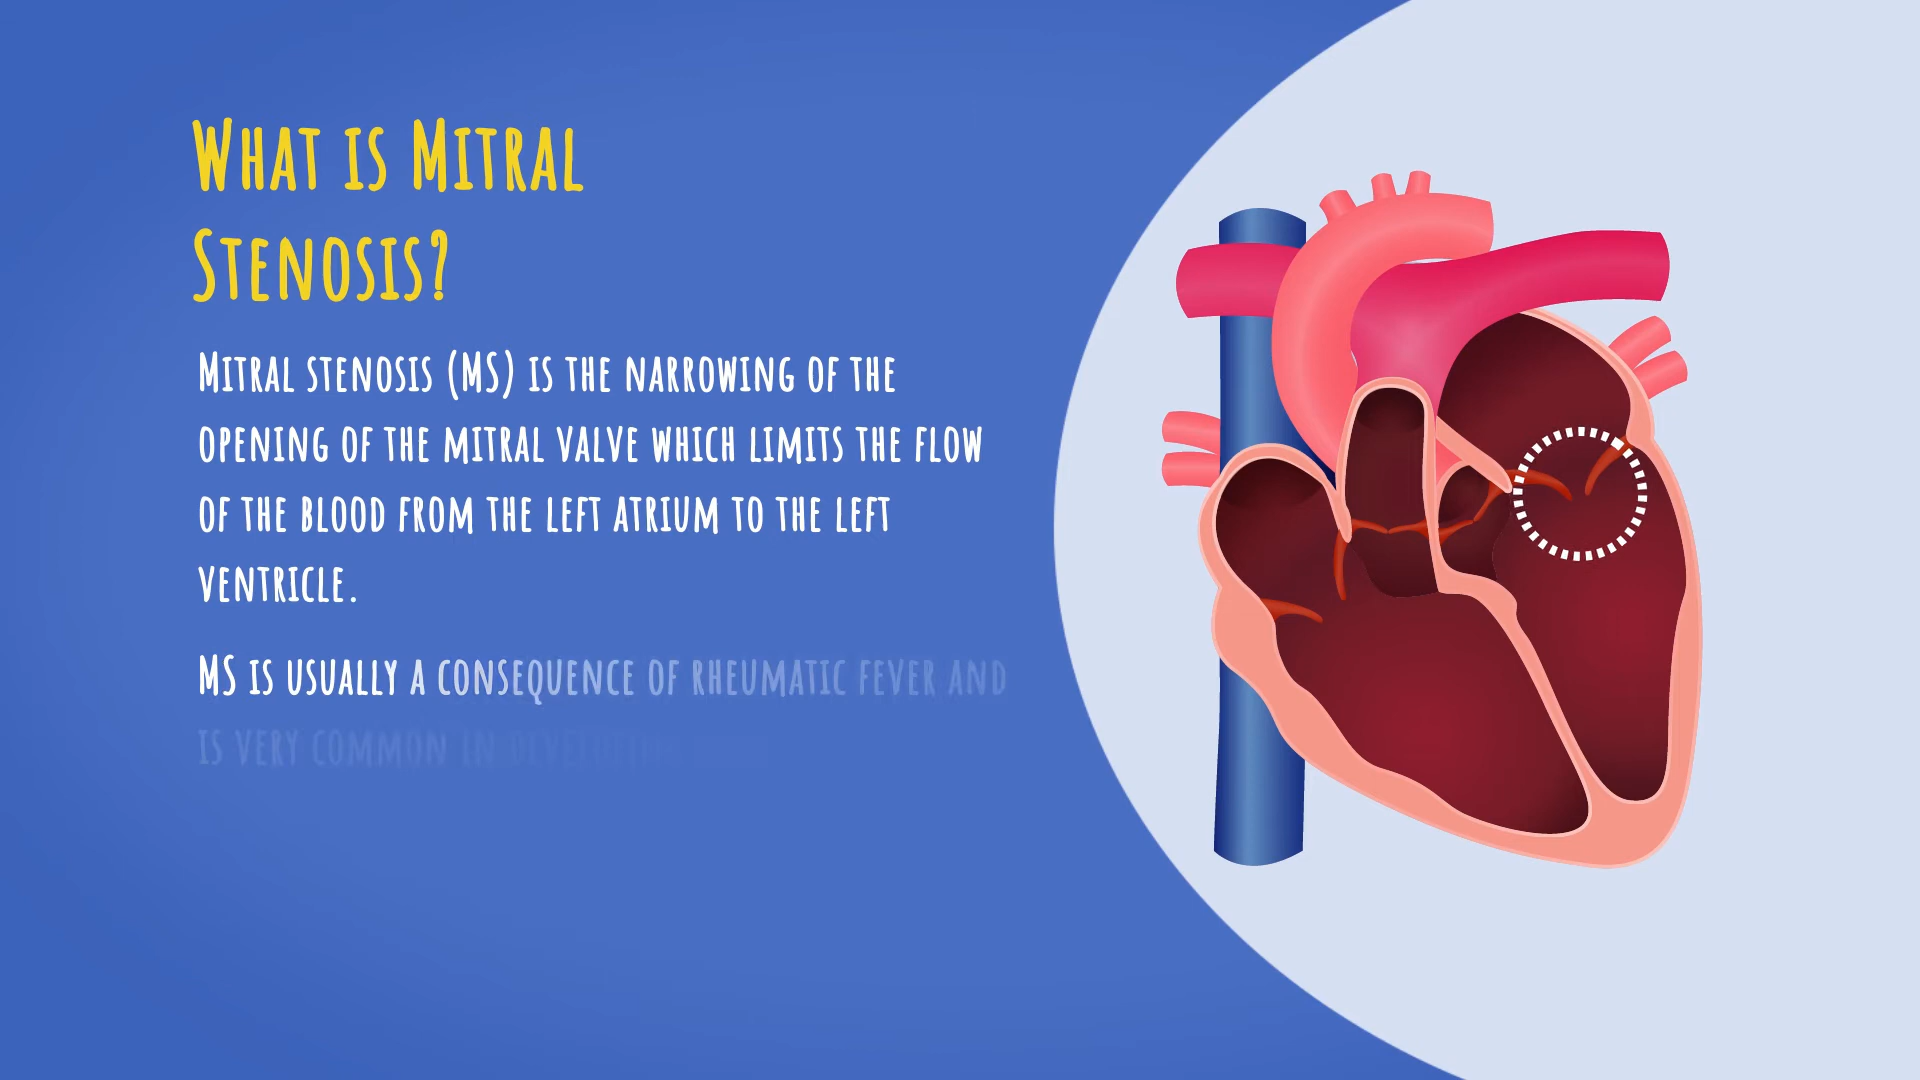 What is Mitral
Stenosis?
Mitral stenosis (MS) is the narrowing of the
opening of the mitral valve which limits the flow
of the blood from the left atrium to the left
ventricle.
MS is usually a consequence of rheumatic fever and
is very common in